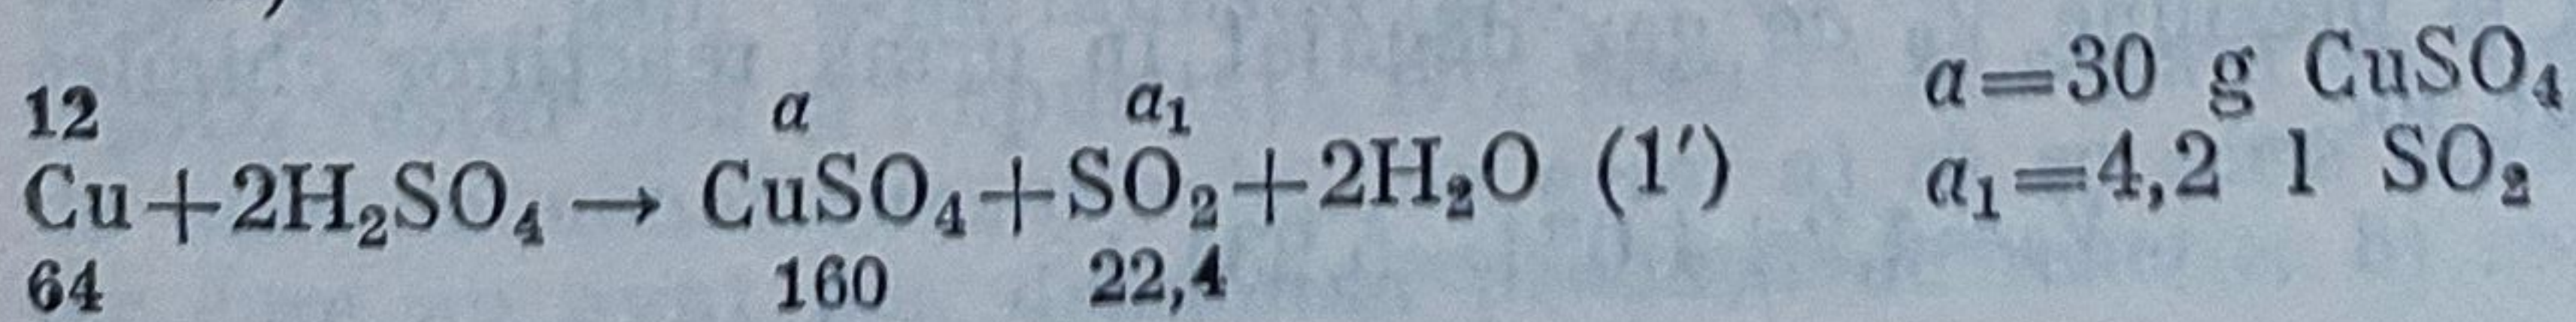 12 a a₁ a=30 g CuSO₄
Cu+2H₂SO₄→CuSO₄+SO₂+2H₂O (1′) a₁=4,2 l SO₂
64 160 22,4